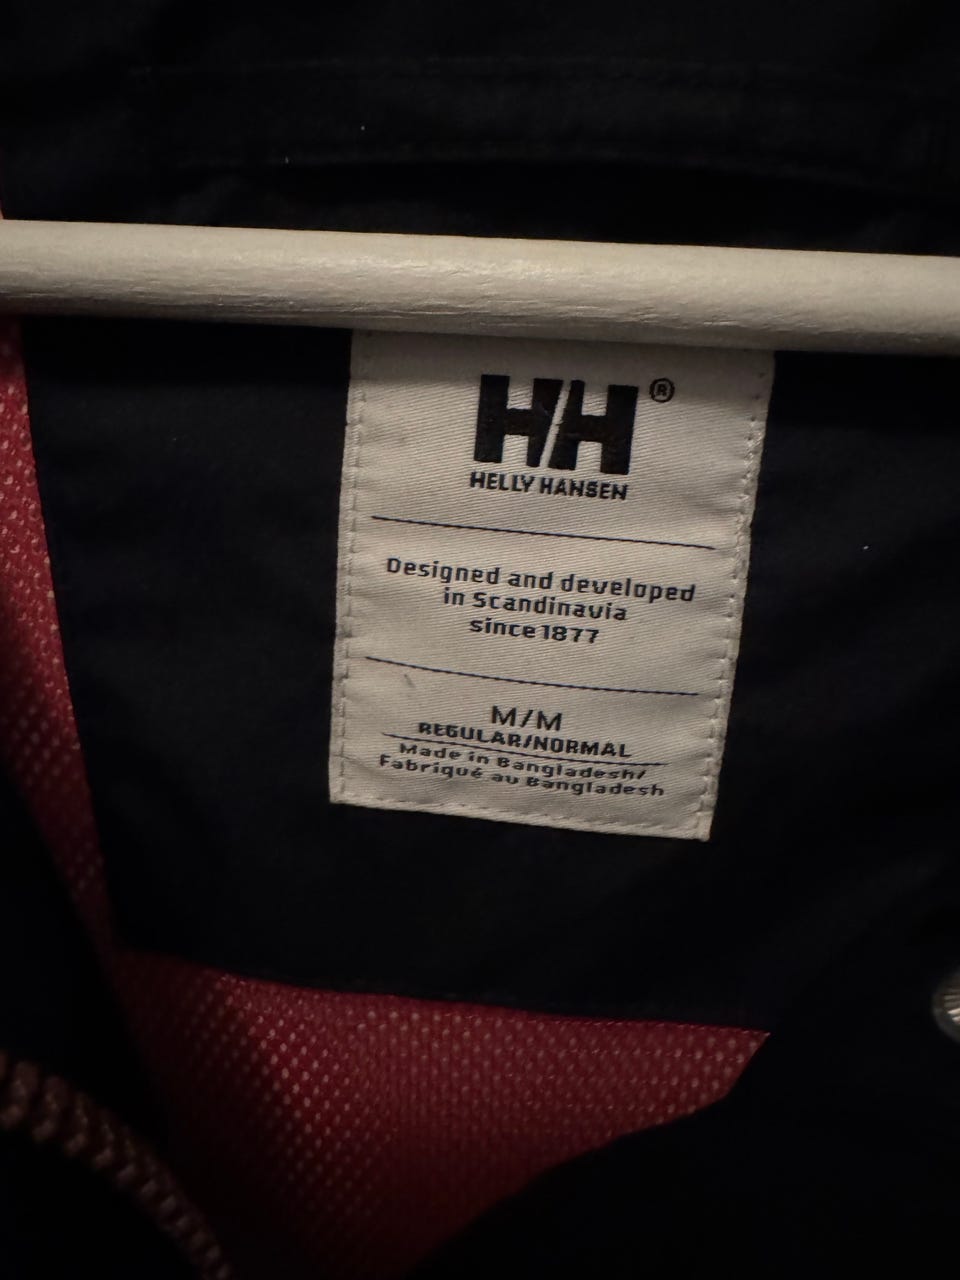 HH®
HELLY HANSEN
Designed and developed
in Scandinavia
since 1877
M/M
REGULAR/NORMAL
Made in Bangladesh/
Fabriqué au Bangladesh